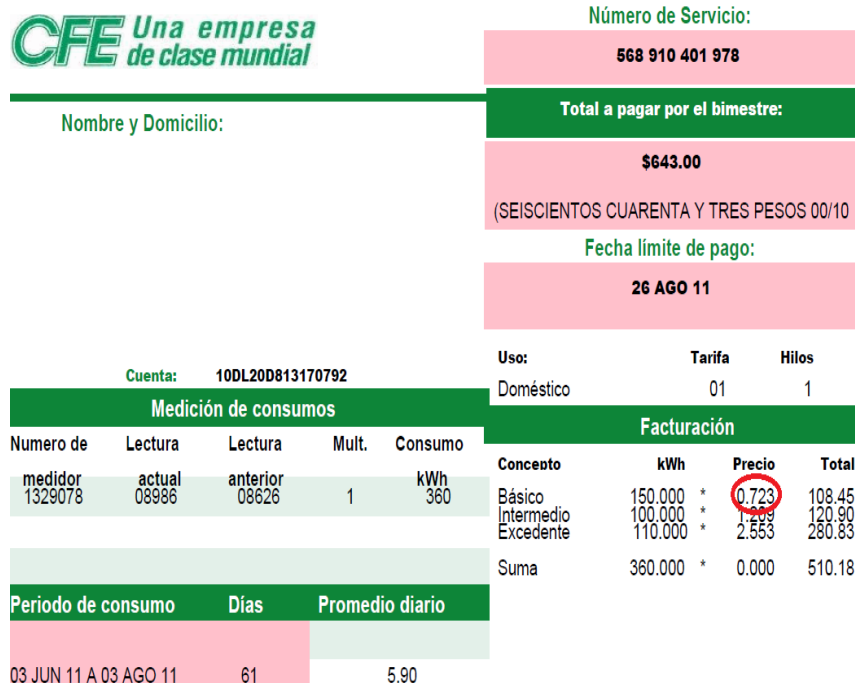 CFE Una empresa
de clase mundial
Número de Servicio:
568 910 401 978
Total a pagar por el bimestre:
$643.00
(SEISCIENTOS CUARENTA Y TRES PESOS 00/10
Fecha límite de pago:
26 AGO 11
Nombre y Domicilio:
Cuenta: 10DL20D813170792
Medición de consumos
Numero de medidor Lectura actual Lectura anterior Mult. Consumo kWh
1329078 08986 08626 1 360
Periodo de consumo Días Promedio diario
03 JUN 11 A 03 AGO 11 61 5.90
Uso: Tarifa Hilos
Doméstico 01 1
Facturación
Concepto kWh Precio Total
Básico 150.000 * 0.723 108.45
Intermedio 100.000 * 1.209 120.90
Excedente 110.000 * 2.553 280.83
Suma 360.000 * 0.000 510.18